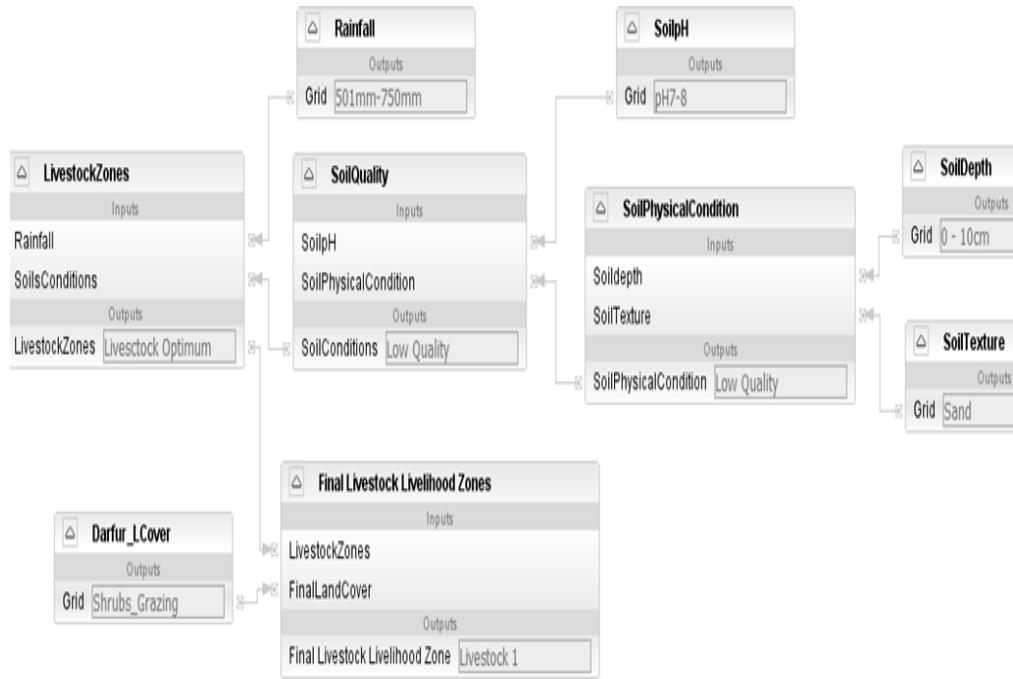 Rainfall
Outputs
Grid 501mm-750mm
SoilpH
Outputs
Grid pH7-8
LivestockZones
Inputs
Rainfall
SoilsConditions
Outputs
LivestockZones Livesctock Optimum
SoilQuality
Inputs
SoilpH
SoilPhysicalCondition
Outputs
SoilConditions Low Quality
SoilPhysicalCondition
Inputs
Soildepth
SoilTexture
Outputs
SoilPhysicalCondition Low Quality
SoilDepth
Outputs
Grid 0 - 10cm
SoilTexture
Outputs
Grid Sand
Darfur_LCover
Outputs
Grid Shrubs_Grazing
Final Livestock Livelihood Zones
Inputs
LivestockZones
FinalLandCover
Outputs
Final Livestock Livelihood Zone Livestock 1